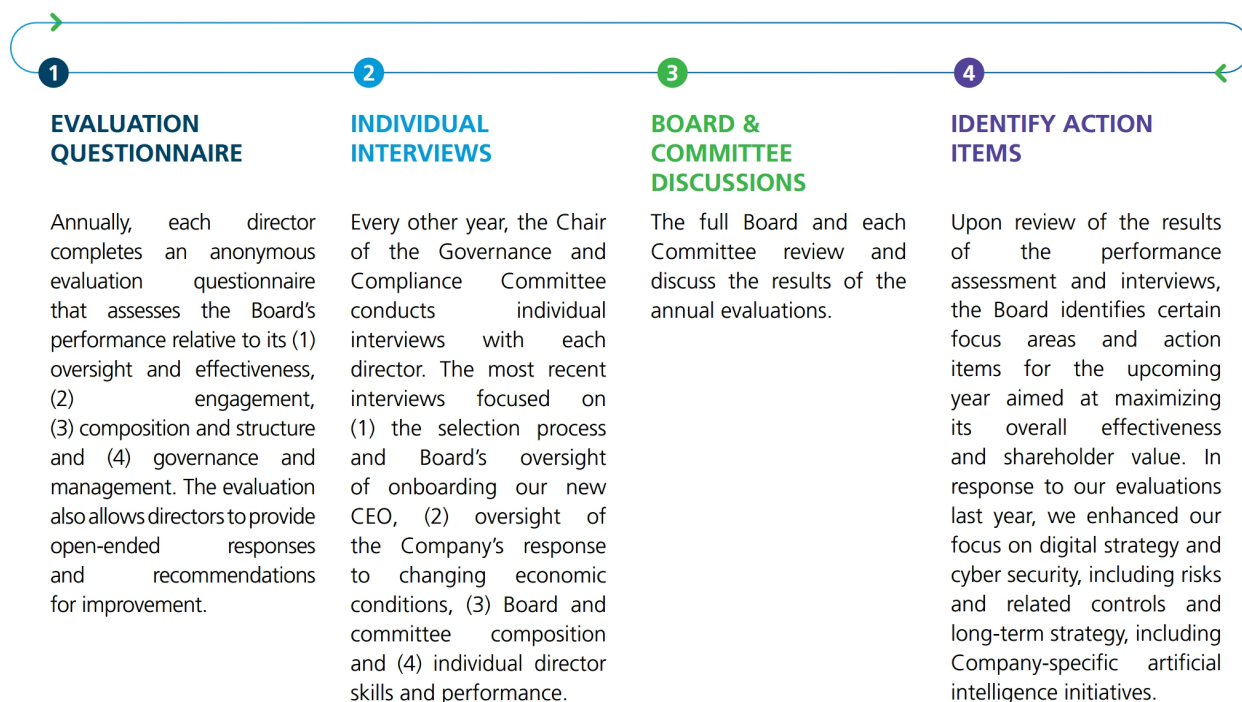 1
EVALUATION
QUESTIONNAIRE
Annually, each director
completes an anonymous
evaluation questionnaire
that assesses the Board's
performance relative to its (1)
oversight and effectiveness,
(2) engagement,
(3) composition and structure
and (4) governance and
management. The evaluation
also allows directors to provide
open-ended responses
and recommendations
for improvement.
2
INDIVIDUAL
INTERVIEWS
Every other year, the Chair
of the Governance and
Compliance Committee
conducts individual
interviews with each
director. The most recent
interviews focused on
(1) the selection process
and Board's oversight
of onboarding our new
CEO, (2) oversight of
the Company's response
to changing economic
conditions, (3) Board and
committee composition
and (4) individual director
skills and performance.
3
BOARD &
COMMITTEE
DISCUSSIONS
The full Board and each
Committee review and
discuss the results of the
annual evaluations.
4
IDENTIFY ACTION
ITEMS
Upon review of the results
of the performance
assessment and interviews,
the Board identifies certain
focus areas and action
items for the upcoming
year aimed at maximizing
its overall effectiveness
and shareholder value. In
response to our evaluations
last year, we enhanced our
focus on digital strategy and
cyber security, including risks
and related controls and
long-term strategy, including
Company-specific artificial
intelligence initiatives.